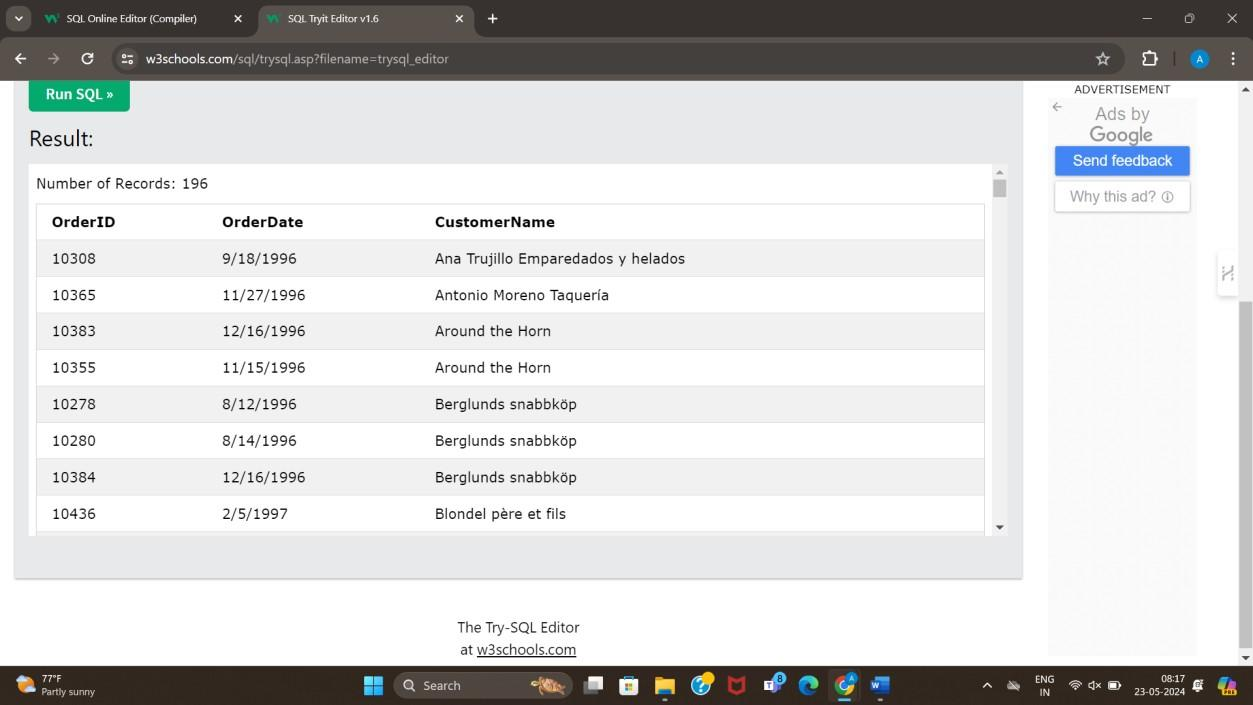 SQL Online Editor (Compiler)
SQL Tryit Editor v1.6
w3schools.com/sql/trysql.asp?filename=trysql_editor
A
Run SQL »
Result:
Number of Records: 196
OrderID OrderDate CustomerName
10308 9/18/1996 Ana Trujillo Emparedados y helados
10365 11/27/1996 Antonio Moreno Taquería
10383 12/16/1996 Around the Horn
10355 11/15/1996 Around the Horn
10278 8/12/1996 Berglunds snabbköp
10280 8/14/1996 Berglunds snabbköp
10384 12/16/1996 Berglunds snabbköp
10436 2/5/1997 Blondel père et fils
ADVERTISEMENT
Ads by
Google
Send feedback
Why this ad?
The Try-SQL Editor
at w3schools.com
77°F
Partly sunny
Search
8
A
ENG
IN
08:17
23-05-2024
PRE